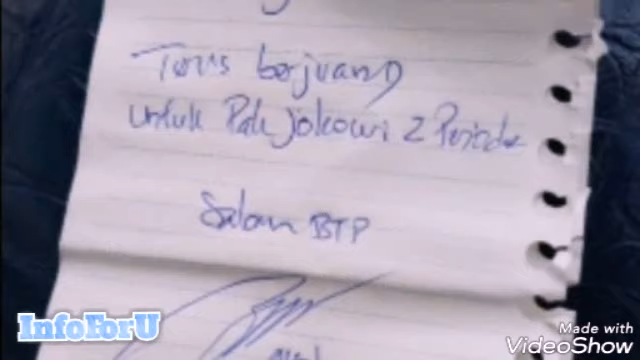 Terus berjuang
untuk Pak Jokowi 2 Periode
Salam BTP
InfoForU
Made with
VideoShow